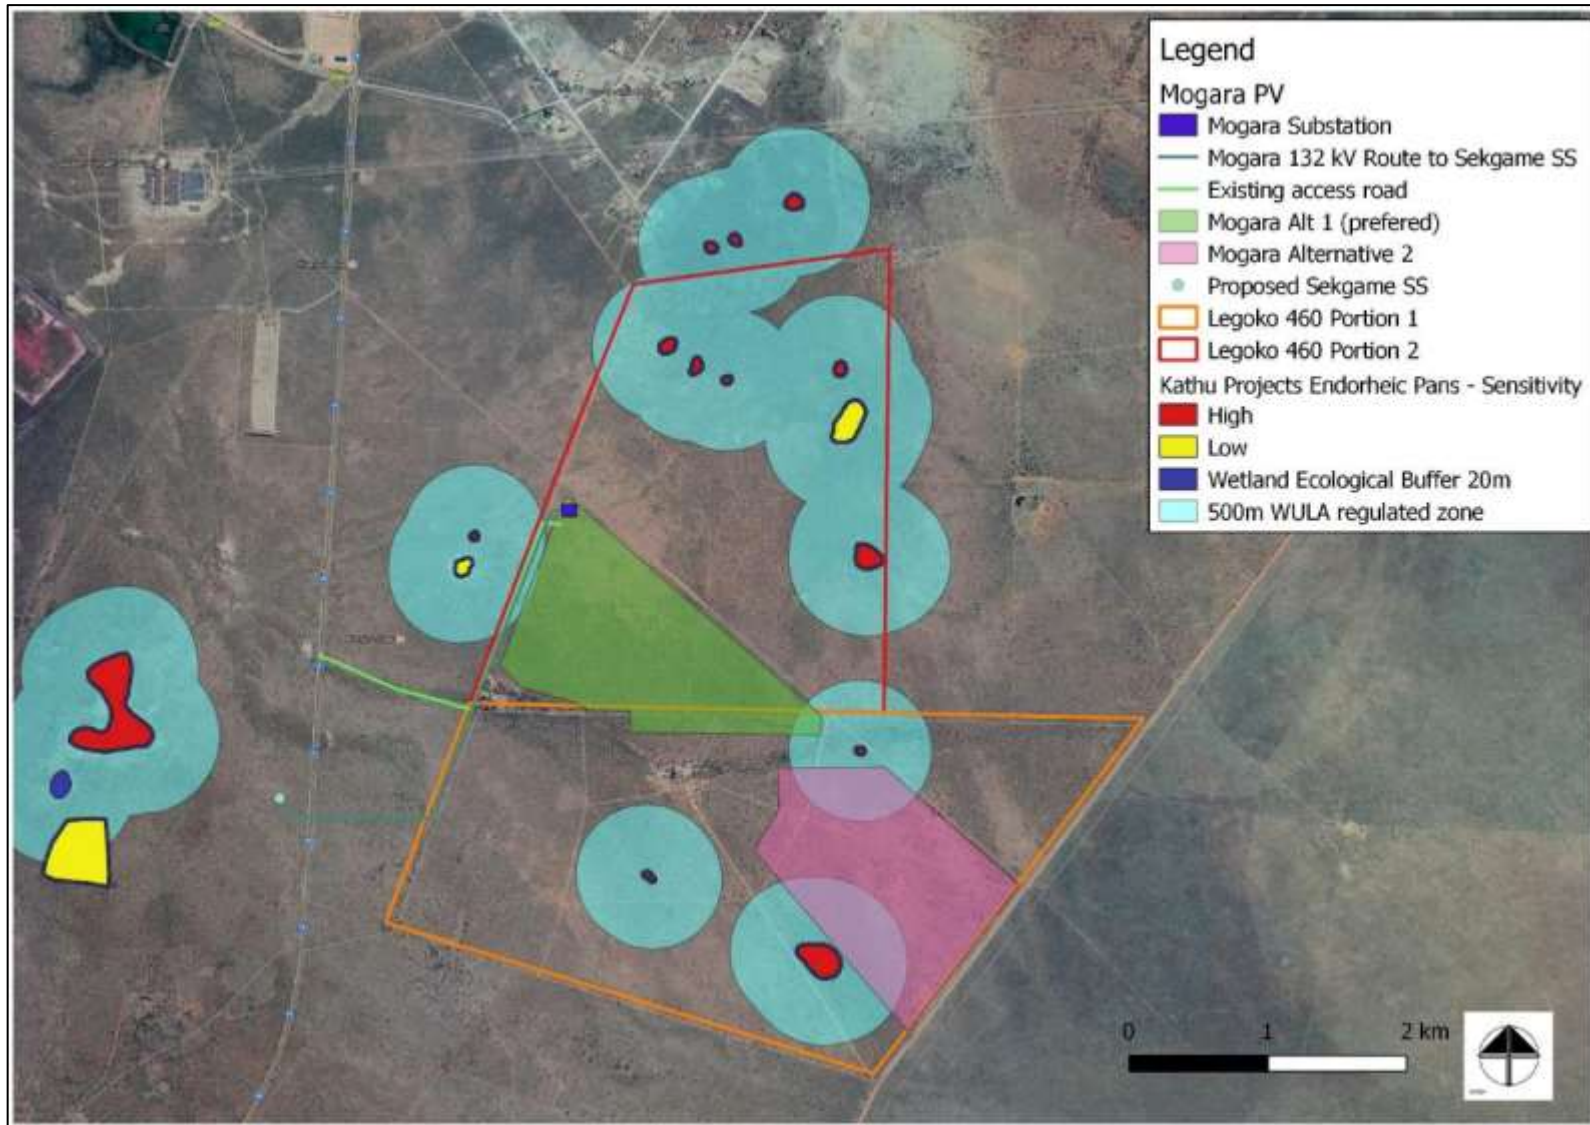 Legend
Mogara PV
Mogara Substation
Mogara 132 kV Route to Sekgame SS
Existing access road
Mogara Alt 1 (prefered)
Mogara Alternative 2
Proposed Sekgame SS
Legoko 460 Portion 1
Legoko 460 Portion 2
Kathu Projects Endorheic Pans - Sensitivity
High
Low
Wetland Ecological Buffer 20m
500m WULA regulated zone
0 1 2 km